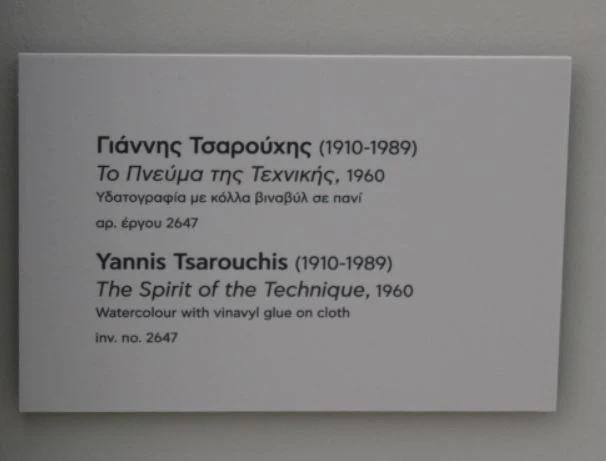 Γιάννης Τσαρούχης (1910-1989)
Το Πνεύμα της Τεχνικής, 1960
Υδατογραφία με κόλλα βιναβύλ σε πανί
αρ. έργου 2647
Yannis Tsarouchis (1910-1989)
The Spirit of the Technique, 1960
Watercolour with vinavyl glue on cloth
inv. no. 2647